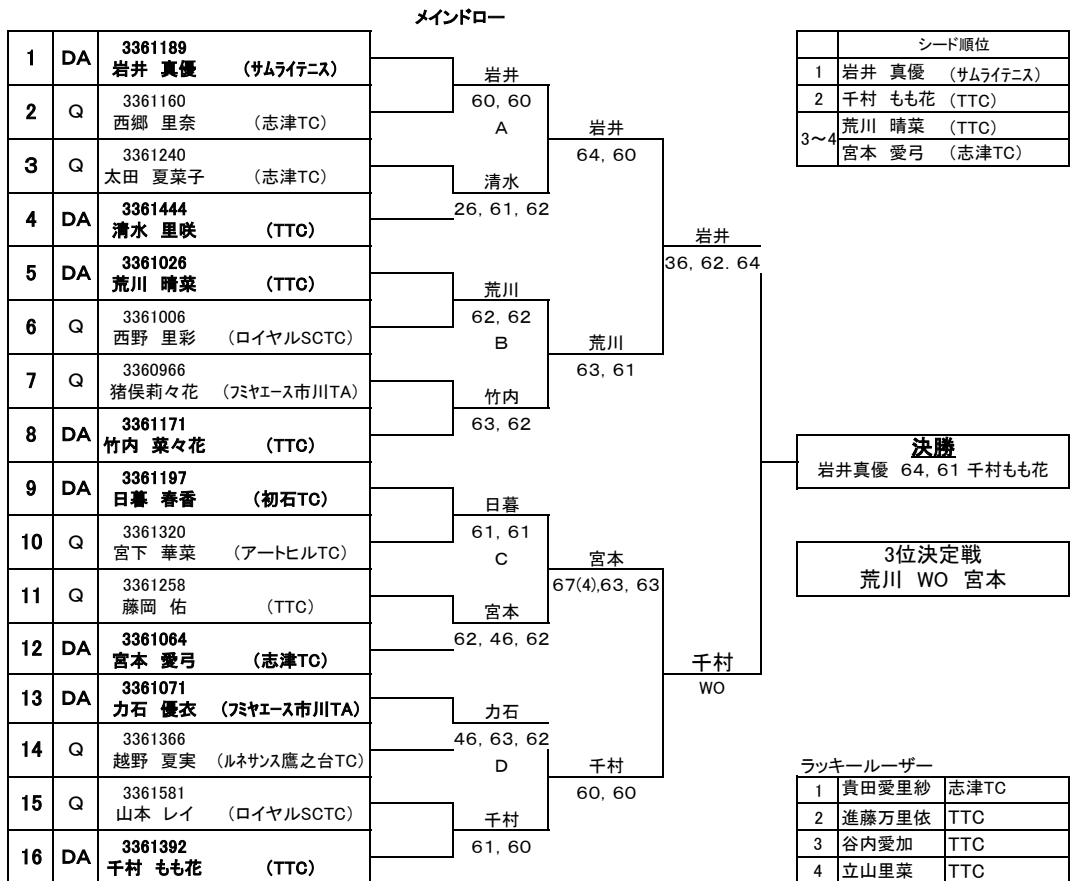 メインドロー
1 DA 3361189
岩井 真優 (サムライテニス)
2 Q 3361160
西郷 里奈 (志津TC)
3 Q 3361240
太田 夏菜子 (志津TC)
4 DA 3361444
清水 里咲 (TTC)
5 DA 3361026
荒川 晴菜 (TTC)
6 Q 3361006
西野 里彩 (ロイヤルSCTC)
7 Q 3360966
猪俣莉々花 (フミヤエース市川TA)
8 DA 3361171
竹内 菜々花 (TTC)
9 DA 3361197
日暮 春香 (初石TC)
10 Q 3361320
宮下 華菜 (アートヒルTC)
11 Q 3361258
藤岡 佑 (TTC)
12 DA 3361064
宮本 愛弓 (志津TC)
13 DA 3361071
力石 優衣 (フミヤエース市川TA)
14 Q 3361366
越野 夏実 (ルネサンス鷹之台TC)
15 Q 3361581
山本 レイ (ロイヤルSCTC)
16 DA 3361392
千村 もも花 (TTC)
岩井
60, 60
A
清水
26, 61, 62
荒川
62, 62
B
竹内
63, 62
日暮
61, 61
C
宮本
62, 46, 62
力石
46, 63, 62
D
千村
61, 60
岩井
64, 60
荒川
63, 61
宮本
67(4),63, 63
千村
60, 60
岩井
36, 62. 64
千村
WO
シード順位
1 岩井 真優 (サムライテニス)
2 千村 もも花 (TTC)
3～4 荒川 晴菜 (TTC)
宮本 愛弓 (志津TC)
決勝
岩井真優 64, 61 千村もも花
3位決定戦
荒川 WO 宮本
ラッキールーザー
1 貴田愛里紗 志津TC
2 進藤万里依 TTC
3 谷内愛加 TTC
4 立山里菜 TTC